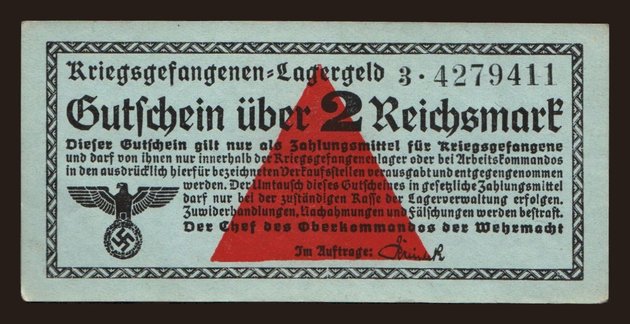 Kriegsgefangenen-Lagergeld 3·4279411
Gutschein über 2 Reichsmark
Dieser Gutschein gilt nur als Zahlungsmittel für Kriegsgefangene
und darf von ihnen nur innerhalb der Kriegsgefangenenlager oder bei Arbeitskommandos
in den ausdrücklich hierfür bezeichneten Verkaufsstellen verausgabt und entgegengenommen
werden. Der Umtausch dieses Gutscheines in gesetzliche Zahlungsmittel
darf nur bei der zuständigen Kasse der Lagerverwaltung erfolgen.
Zuwiderhandlungen, Nachahmungen und Fälschungen werden bestraft.
Der Chef des Oberkommandos der Wehrmacht
Im Auftrage: